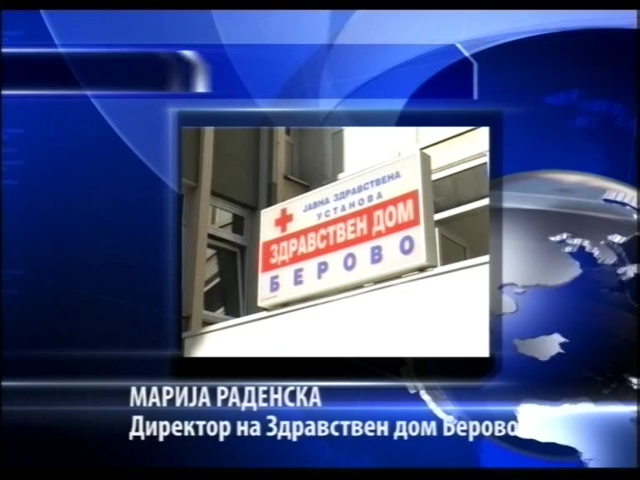 ЈАВНА ЗДРАВСТВЕНА
УСТАНОВА
ЗДРАВСТВЕН ДОМ
БЕРОВО
МАРИЈА РАДЕНСКА
Директор на Здравствен дом Берово